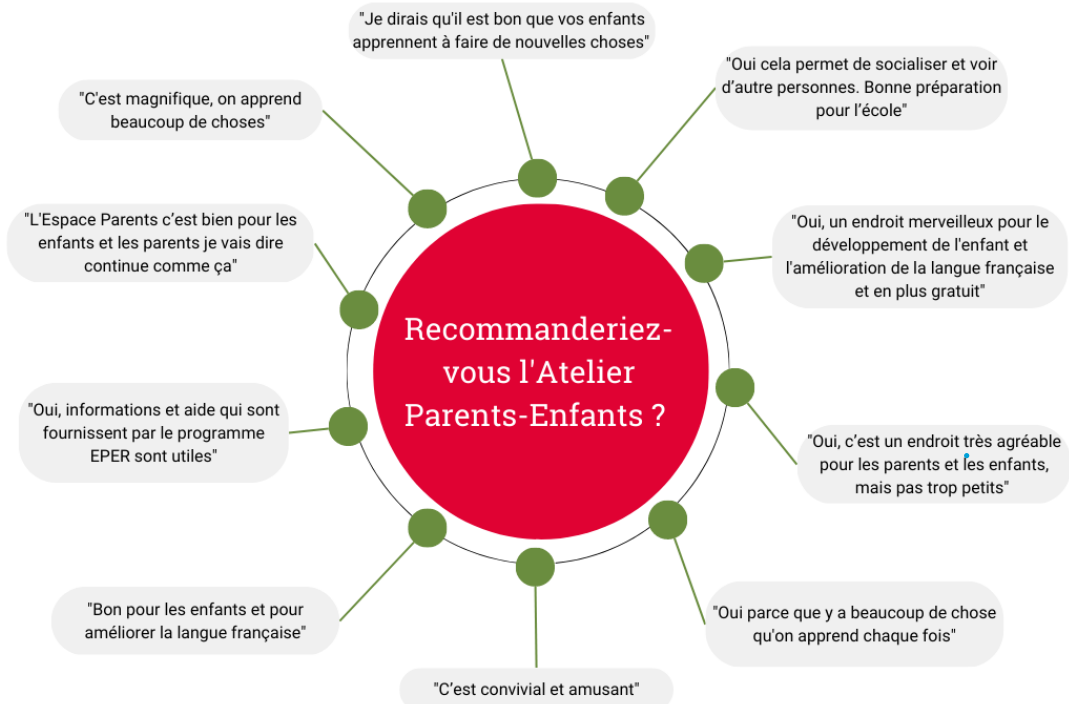 "Je dirais qu'il est bon que vos enfants
apprennent à faire de nouvelles choses"
"Oui cela permet de socialiser et voir
d'autre personnes. Bonne préparation
pour l'école"
"C'est magnifique, on apprend
beaucoup de choses"
"L'Espace Parents c'est bien pour les
enfants et les parents je vais dire
continue comme ça"
"Oui, un endroit merveilleux pour le
développement de l'enfant et
l'amélioration de la langue française
et en plus gratuit"
Recommanderiez-
vous l'Atelier
Parents-Enfants ?
"Oui, informations et aide qui sont
fournissent par le programme
EPER sont utiles"
"Oui, c'est un endroit très agréable
pour les parents et les enfants,
mais pas trop petits"
"Bon pour les enfants et pour
améliorer la langue française"
"Oui parce que y a beaucoup de chose
qu'on apprend chaque fois"
"C'est convivial et amusant"